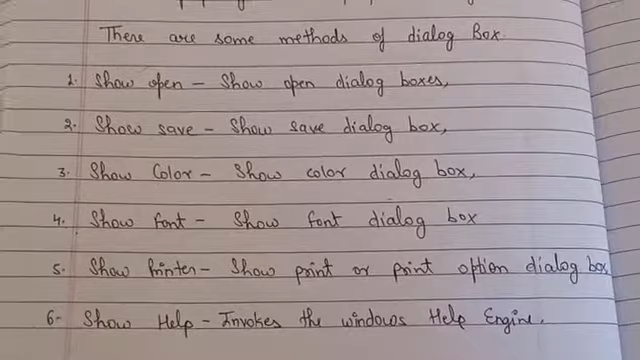 There are some methods of dialog Box.
1. Show open - Show open dialog boxes,
2. Show save - Show save dialog box,
3. Show Color - Show color dialog box,
4. Show font - Show font dialog box
5. Show Printer - Show print or print option dialog box
6- Show Help - Invokes the windows Help Engine.